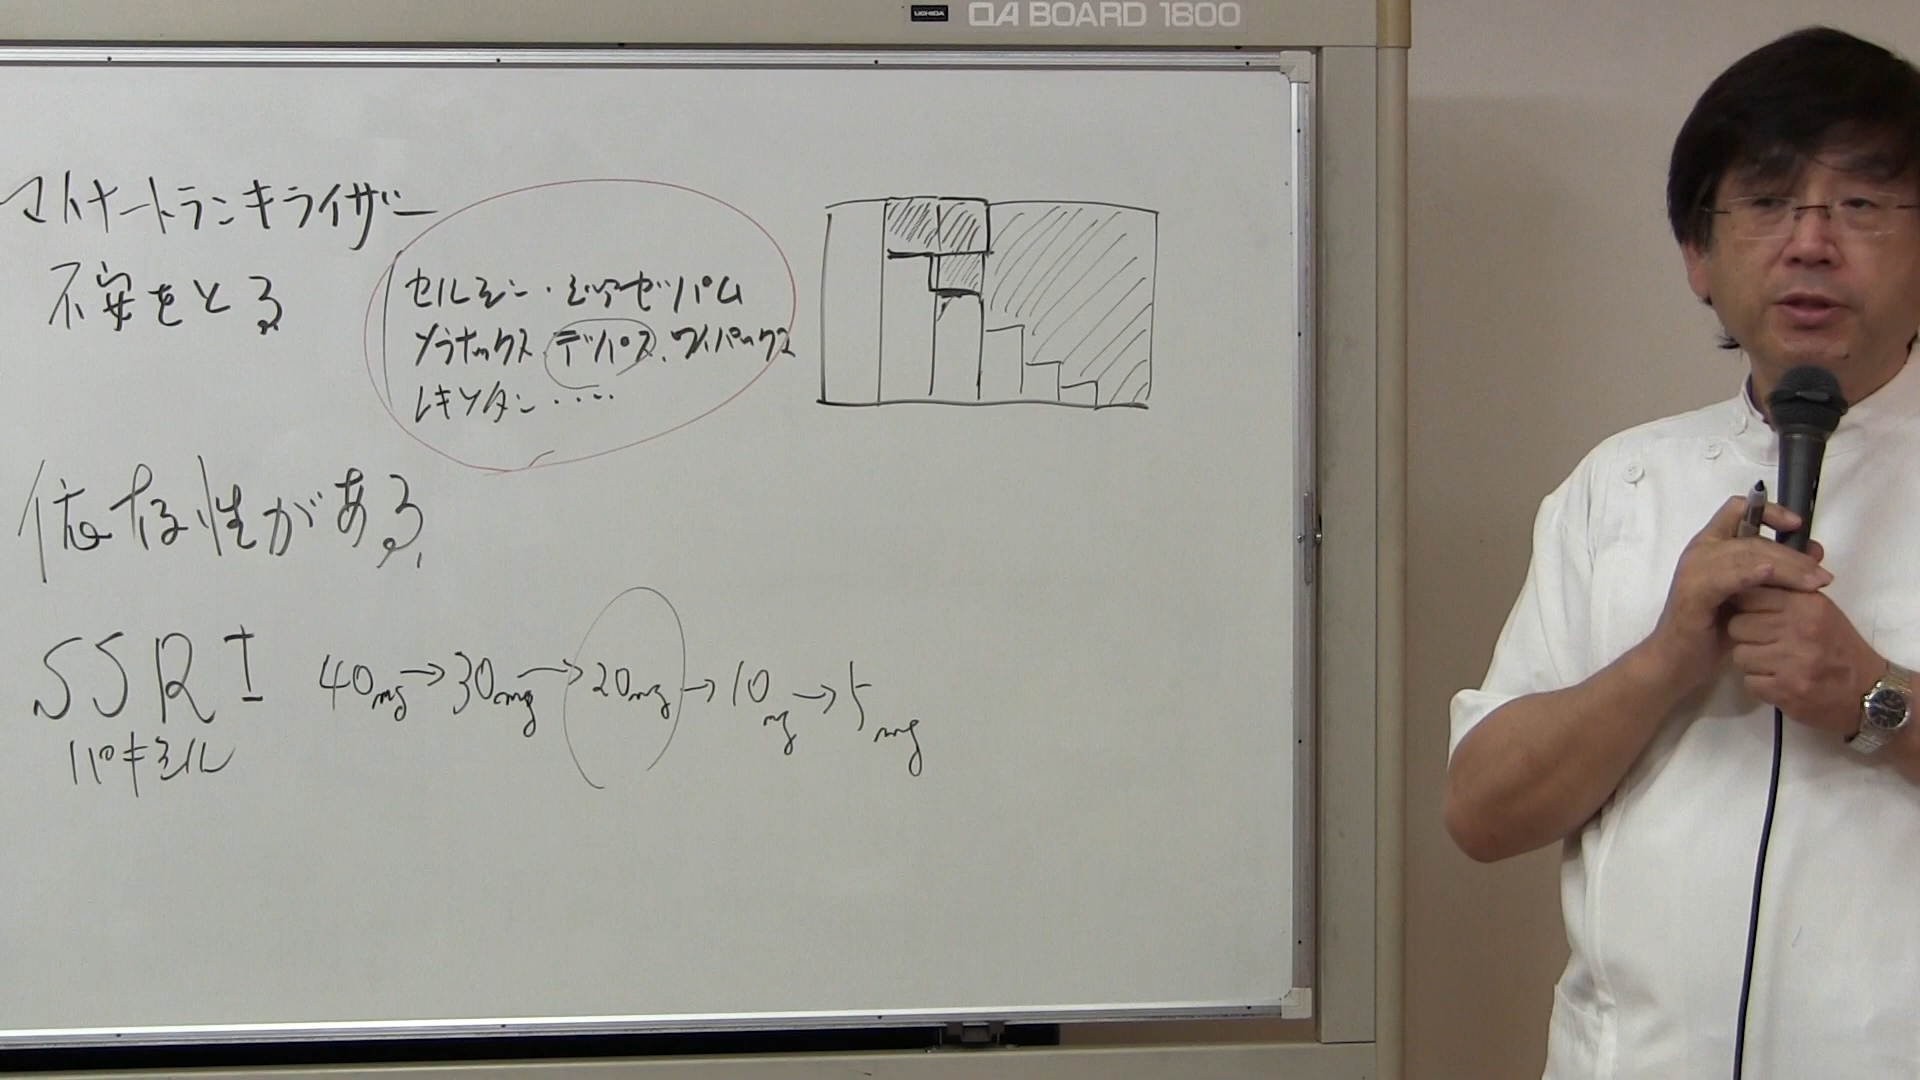 UCHIDA OA BOARD 1600
マイナートランキライザー
不安をとる
セルシン・ジアゼパム
ソラナックス デパス、ワイパックス
レキソタン・・・・
依存性がある
SSRI 40mg→30mg→20mg→10mg→5mg
パキシル